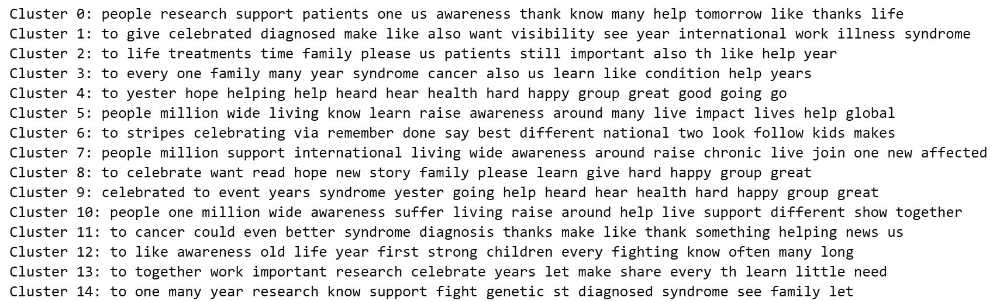 Cluster 0: people research support patients one us awareness thank know many help tomorrow like thanks life
Cluster 1: to give celebrated diagnosed make like also want visibility see year international work illness syndrome
Cluster 2: to life treatments time family please us patients still important also th like help year
Cluster 3: to every one family many year syndrome cancer also us learn like condition help years
Cluster 4: to yester hope helping help heard hear health hard happy group great good going go
Cluster 5: people million wide living know learn raise awareness around many live impact lives help global
Cluster 6: to stripes celebrating via remember done say best different national two look follow kids makes
Cluster 7: people million support international living wide awareness around raise chronic live join one new affected
Cluster 8: to celebrate want read hope new story family please learn give hard happy group great
Cluster 9: celebrated to event years syndrome yester going help heard hear health hard happy group great
Cluster 10: people one million wide awareness suffer living raise around help live support different show together
Cluster 11: to cancer could even better syndrome diagnosis thanks make like thank something helping news us
Cluster 12: to like awareness old life year first strong children every fighting know often many long
Cluster 13: to together work important research celebrate years let make share every th learn little need
Cluster 14: to one many year research know support fight genetic st diagnosed syndrome see family let